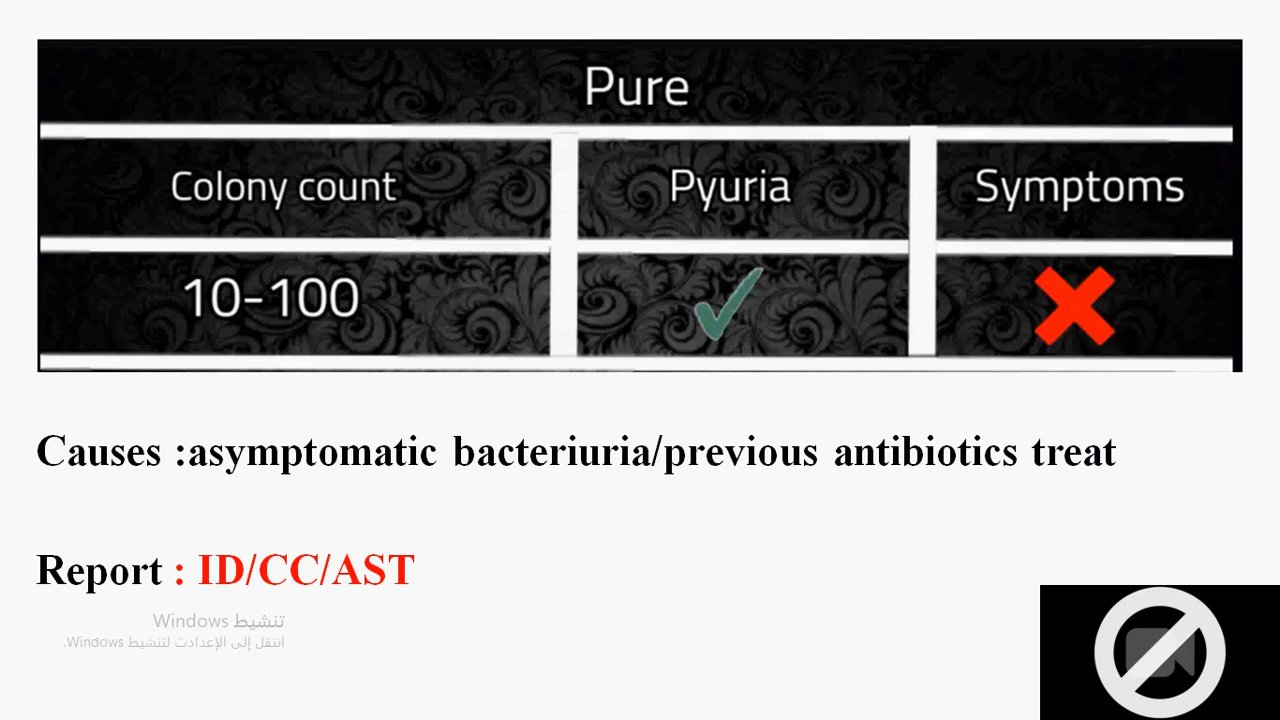 Pure
Colony count Pyuria Symptoms
10-100
Causes :asymptomatic bacteriuria/previous antibiotics treat
Report : ID/CC/AST
تنشيط Windows
انتقل إلى الإعدادت لتنشيط Windows.